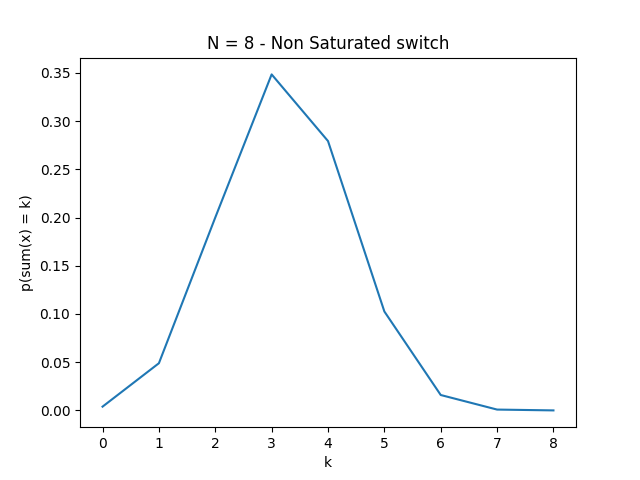 N = 8 - Non Saturated switch
p(sum(x) = k)
0.35
0.30
0.25
0.20
0.15
0.10
0.05
0.00
0 1 2 3 4 5 6 7 8
k